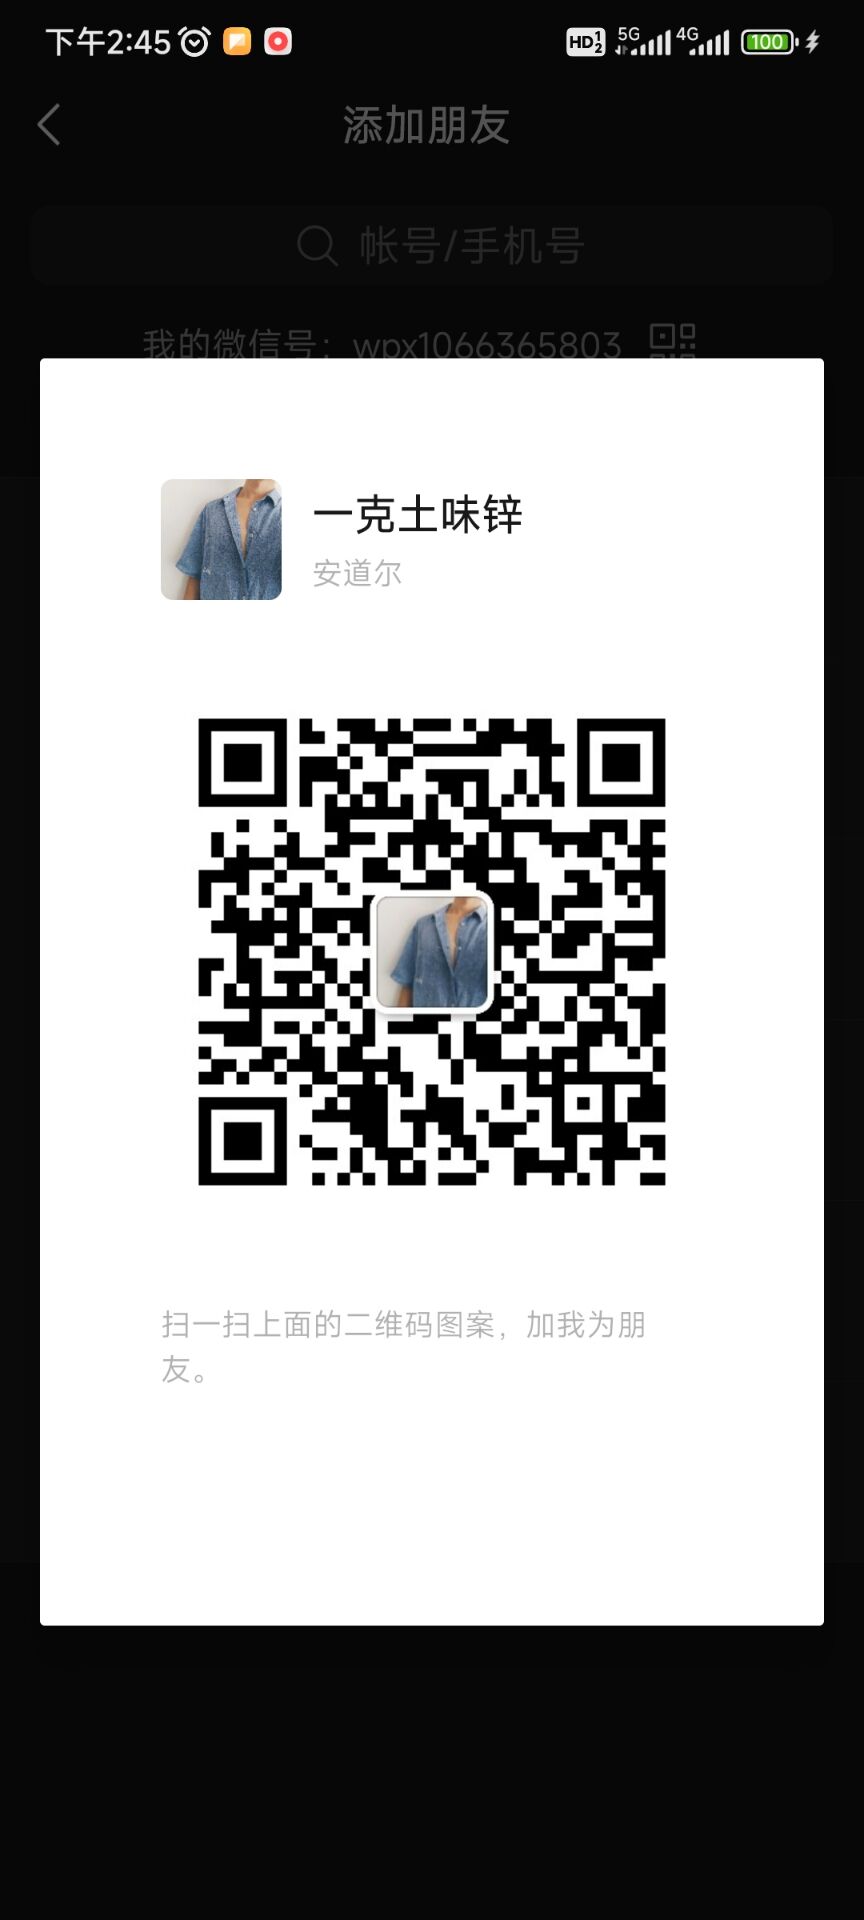 下午2:45
HD 1 2 5G 4G 100
添加朋友
帐号/手机号
我的微信号：wpx1066365803
一克土味锌
安道尔
扫一扫上面的二维码图案，加我为朋
友。